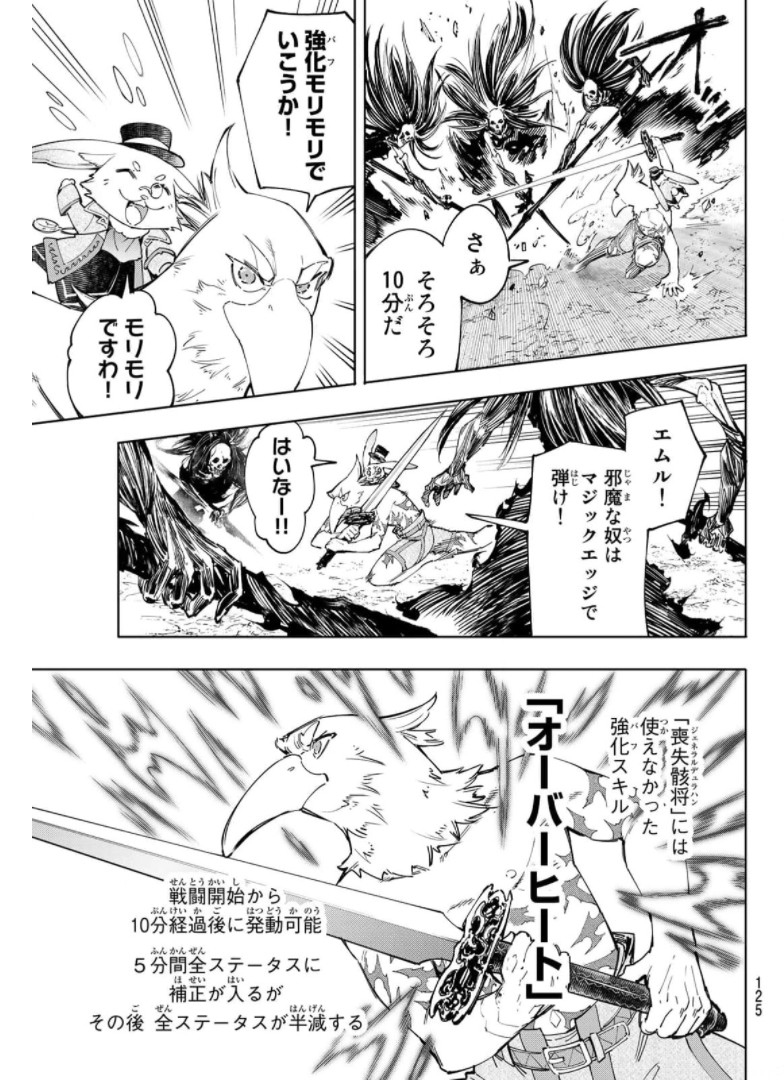 さぁ
そろそろ
10分だ
強化モリモリで
いこうか!
モリモリ
ですわ!
エムル!
邪魔な奴は
マジックエッジで
弾け!
はいなー!!
「喪失骸将」には
使えなかった
強化スキル
「オーバーヒート」
戦闘開始から
10分経過後に発動可能
5分間全ステータスに
補正が入るが
その後 全ステータスが半減する
125